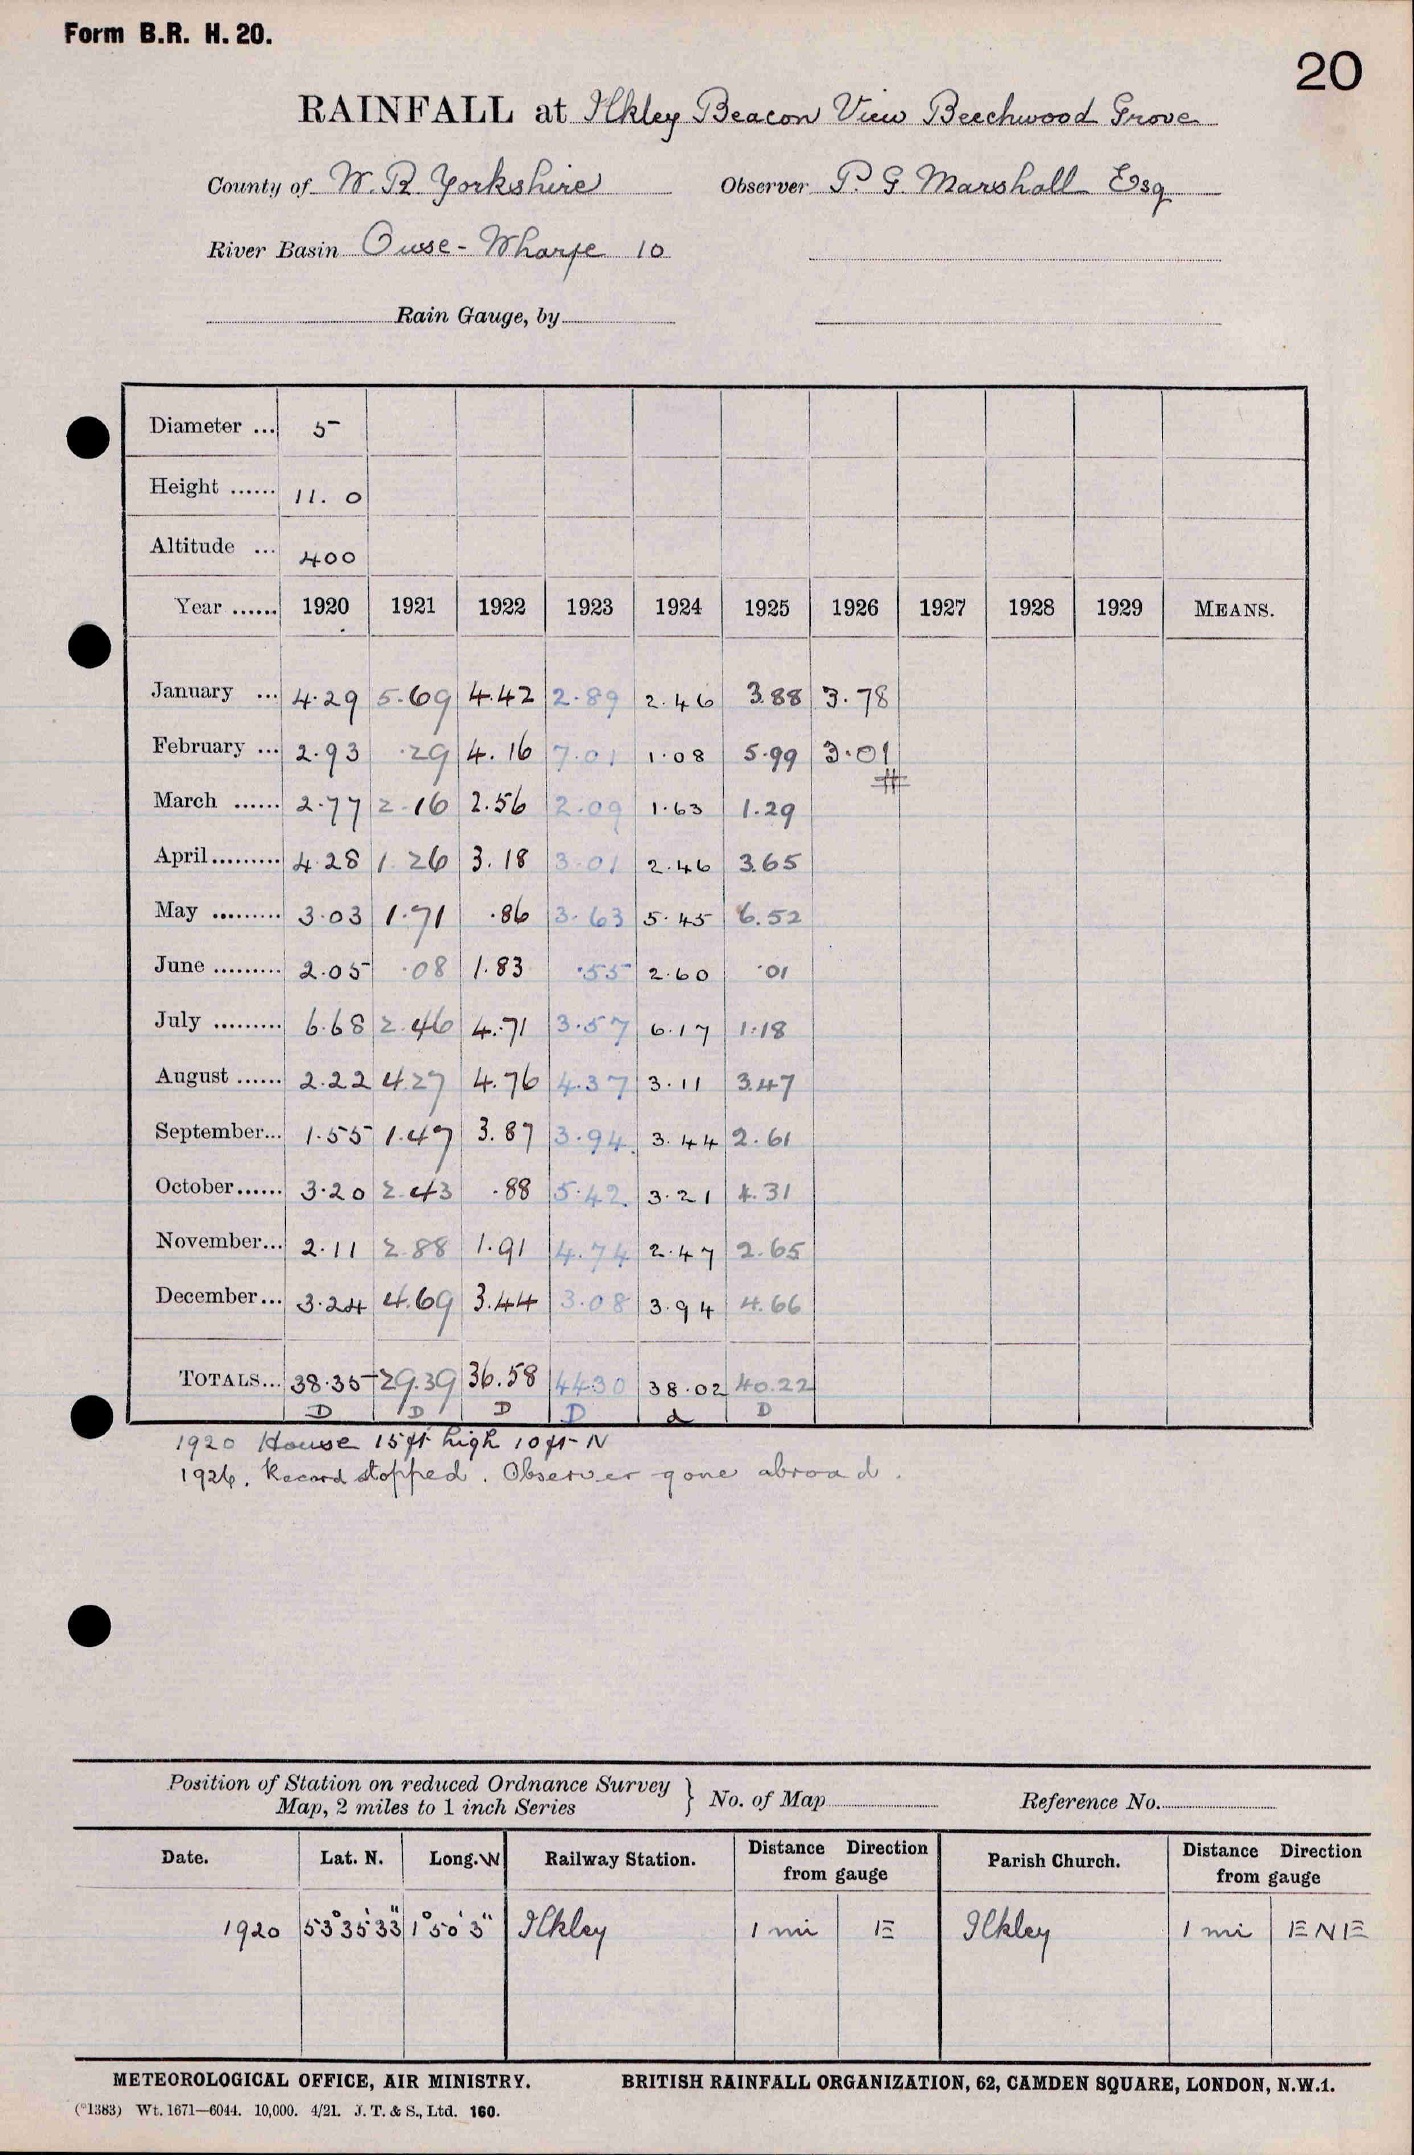 Form B.R. H. 20.
20
RAINFALL at Ilkley Beacon View Beechwood Grove
County of W. R. Yorkshire Observer P. G. Marshall Esq
River Basin Ouse - Wharfe 10
Rain Gauge, by
Diameter ... 5
Height ...... 11. 0
Altitude ... 400
Year ...... 1920 1921 1922 1923 1924 1925 1926 1927 1928 1929 MEANS.
January ... 4.29 5.69 4.42 2.89 2.46 3.88 3.78
February ... 2.93 .29 4.16 7.01 1.08 5.99 3.01
#
March ...... 2.77 2.16 2.56 2.09 1.63 1.29
April......... 4.28 1.26 3.18 3.01 2.46 3.65
May ......... 3.03 1.71 .86 3.63 5.45 6.52
June ......... 2.05 .08 1.83 .55 2.60 .01
July ......... 6.68 2.46 4.71 3.57 6.17 1.18
August ...... 2.22 4.27 4.76 4.37 3.11 3.47
September... 1.55 1.47 3.87 3.94 3.44 2.61
October...... 3.20 2.43 .88 5.42 3.21 4.31
November... 2.11 2.88 1.91 4.74 2.47 2.65
December... 3.24 4.69 3.44 3.08 3.94 4.66
TOTALS... 38.35 29.39 36.58 44.30 38.02 40.22
D D D D d D
1920 House 15ft high 10ft N
1926. Record stopped. Observer gone abroad.
Position of Station on reduced Ordnance Survey
Map, 2 miles to 1 inch Series } No. of Map Reference No.
Date. Lat. N. Long. W Railway Station. Distance Direction from gauge Parish Church. Distance Direction from gauge
1920 53° 35' 33" 1° 50' 3" Ilkley 1 mi E Ilkley 1 mi ENE
METEOROLOGICAL OFFICE, AIR MINISTRY. BRITISH RAINFALL ORGANIZATION, 62, CAMDEN SQUARE, LONDON, N.W.1.
(*1383) Wt. 1671—6044. 10,000. 4/21. J. T. & S., Ltd. 160.